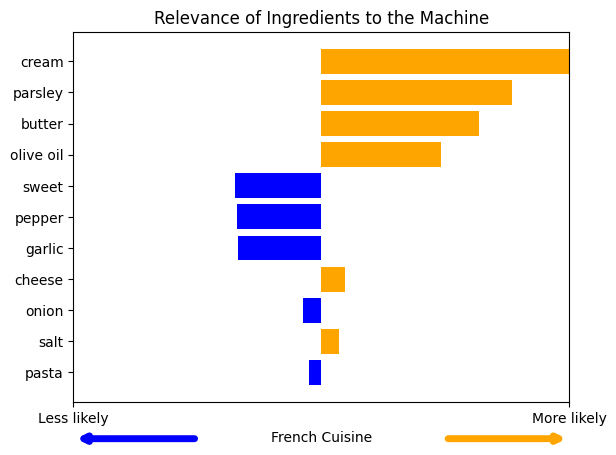 Relevance of Ingredients to the Machine
cream
parsley
butter
olive oil
sweet
pepper
garlic
cheese
onion
salt
pasta
Less likely
More likely
French Cuisine